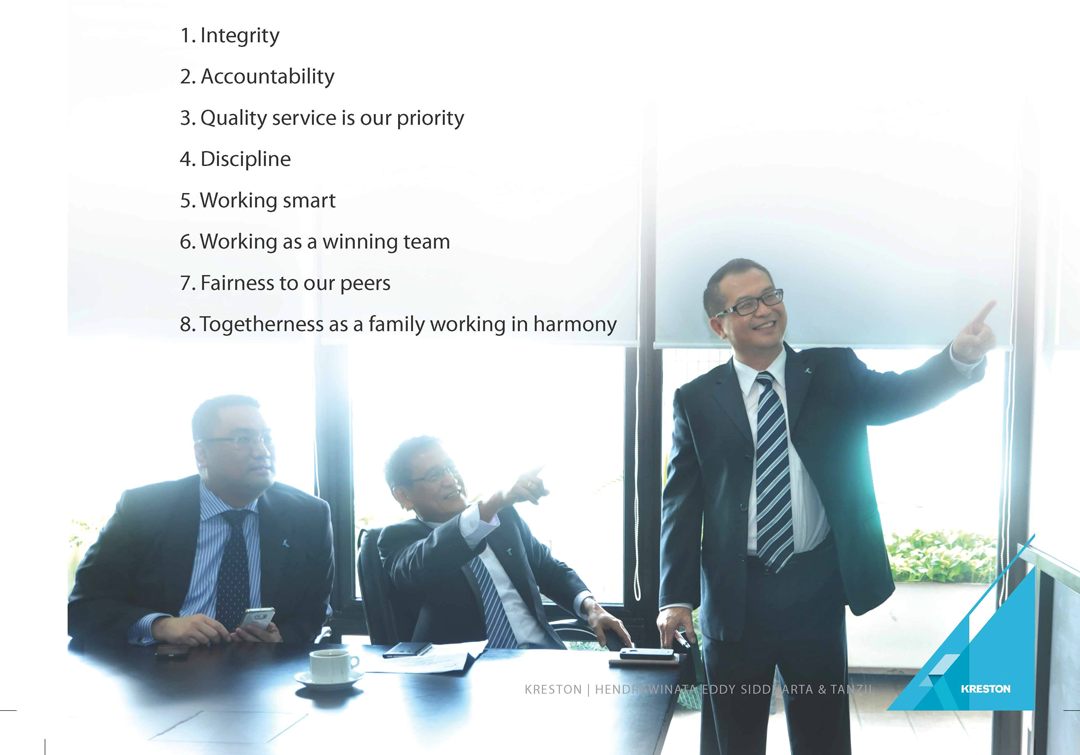 1. Integrity
2. Accountability
3. Quality service is our priority
4. Discipline
5. Working smart
6. Working as a winning team
7. Fairness to our peers
8. Togetherness as a family working in harmony
KRESTON | HENDRAWINATA EDDY SIDDHARTA & TANZIL
KRESTON